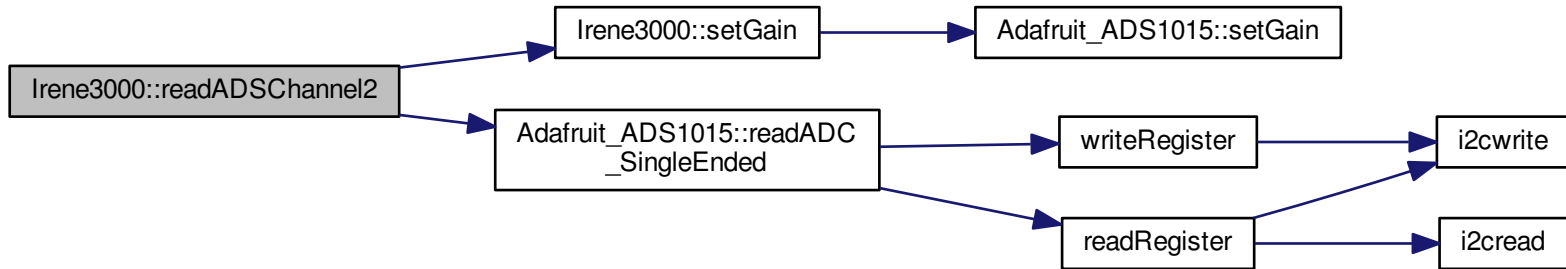 Irene3000::readADSChannel2
Irene3000::setGain
Adafruit_ADS1015::setGain
Adafruit_ADS1015::readADC
_SingleEnded
writeRegister
i2cwrite
readRegister
i2cread